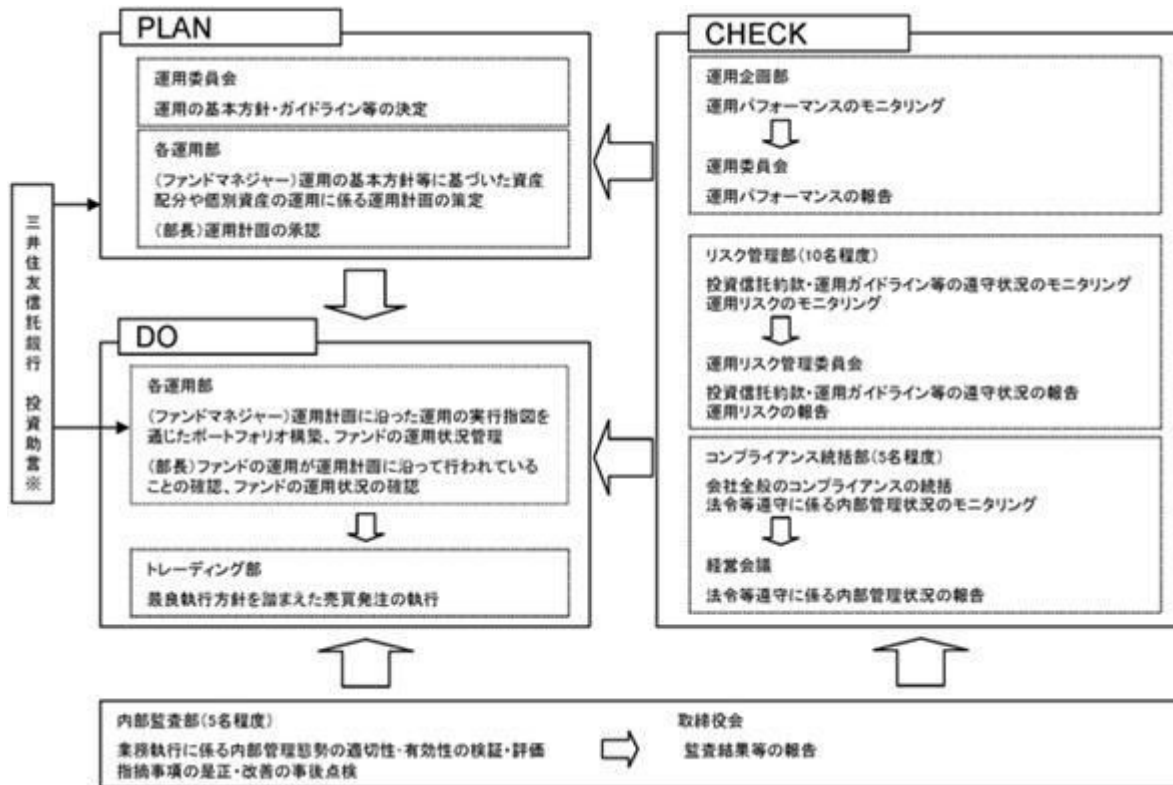 PLAN
運用委員会
運用の基本方針・ガイドライン等の決定
各運用部
(ファンドマネジャー)運用の基本方針等に基づいた資産
配分や個別資産の運用に係る運用計画の策定
(部長)運用計画の承認
三井住友信託銀行 投資助言※
DO
各運用部
(ファンドマネジャー)運用計画に沿った運用の実行指図を
通じたポートフォリオ構築、ファンドの運用状況管理
(部長)ファンドの運用が運用計画に沿って行われている
ことの確認、ファンドの運用状況の確認
トレーディング部
最良執行方針を踏まえた売買発注の執行
CHECK
運用企画部
運用パフォーマンスのモニタリング
運用委員会
運用パフォーマンスの報告
リスク管理部(10名程度)
投資信託約款・運用ガイドライン等の遵守状況のモニタリング
運用リスクのモニタリング
運用リスク管理委員会
投資信託約款・運用ガイドライン等の遵守状況の報告
運用リスクの報告
コンプライアンス統括部(5名程度)
会社全般のコンプライアンスの統括
法令等遵守に係る内部管理状況のモニタリング
経営会議
法令等遵守に係る内部管理状況の報告
内部監査部(5名程度)
業務執行に係る内部管理態勢の適切性・有効性の検証・評価
指摘事項の是正・改善の事後点検
取締役会
監査結果等の報告